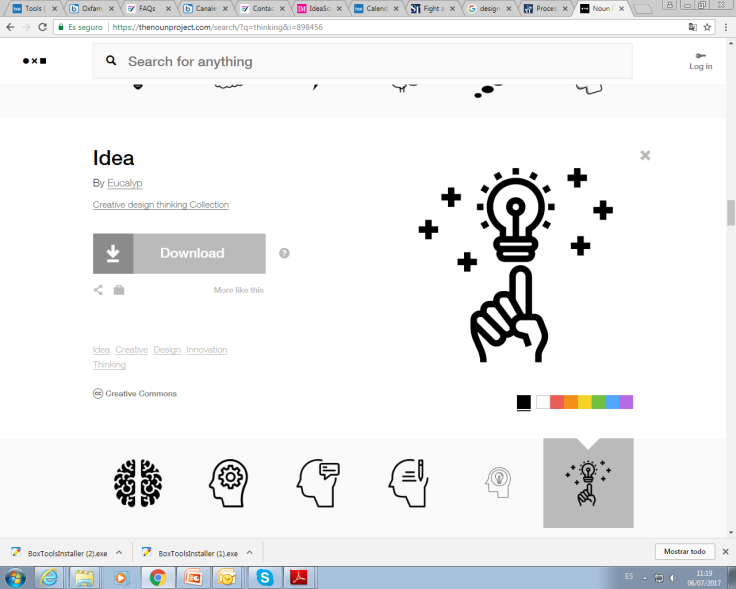 Tools |
Oxfam
FAQs
Canale
Contac
IdeaSc
Calend
Fight a
design
Proces
Noun
Es seguro
https://thenounproject.com/search/?q=thinking&i=898456
Search for anything
Log in
Idea
By Eucalyp
Creative design thinking Collection
Download
?
More like this
Idea Creative Design Innovation
Thinking
cc Creative Commons
BoxToolsInstaller (2).exe
BoxToolsInstaller (1).exe
Mostrar todo
ES
11:19
06/07/2017